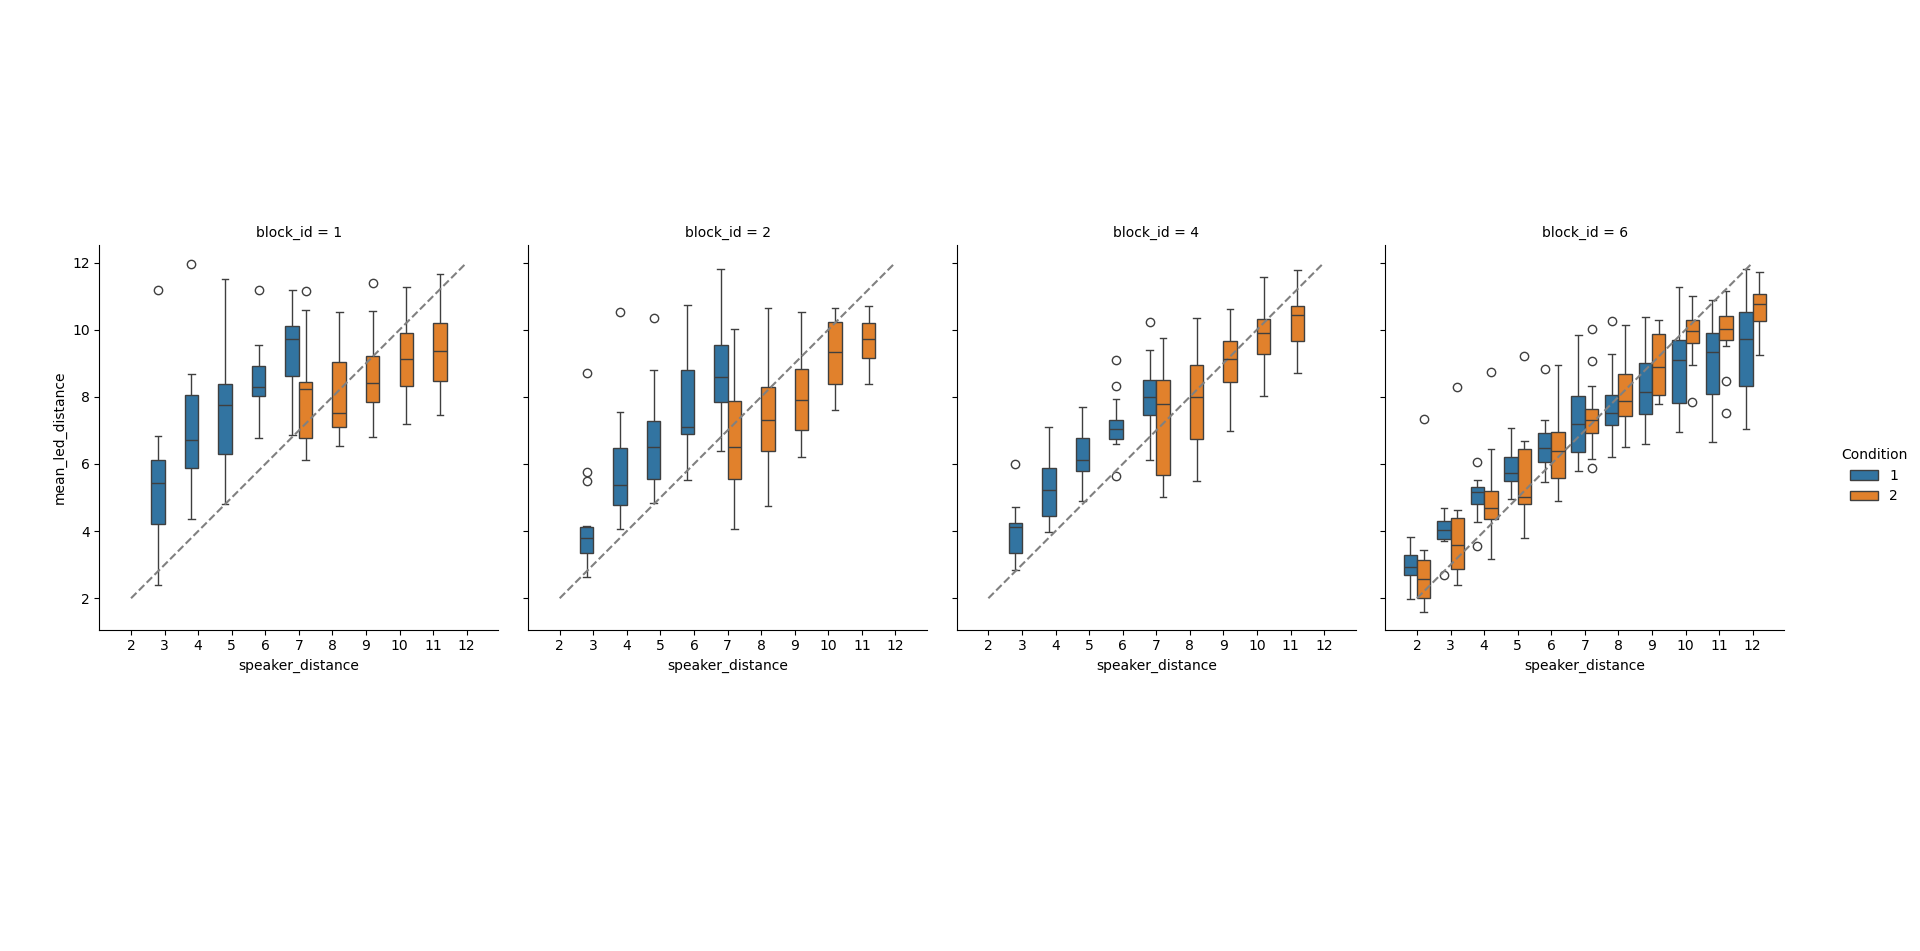 block_id = 1
block_id = 2
block_id = 4
block_id = 6
mean_led_distance
12
10
8
6
4
2
2 3 4 5 6 7 8 9 10 11 12
2 3 4 5 6 7 8 9 10 11 12
2 3 4 5 6 7 8 9 10 11 12
2 3 4 5 6 7 8 9 10 11 12
speaker_distance
speaker_distance
speaker_distance
speaker_distance
Condition
1
2